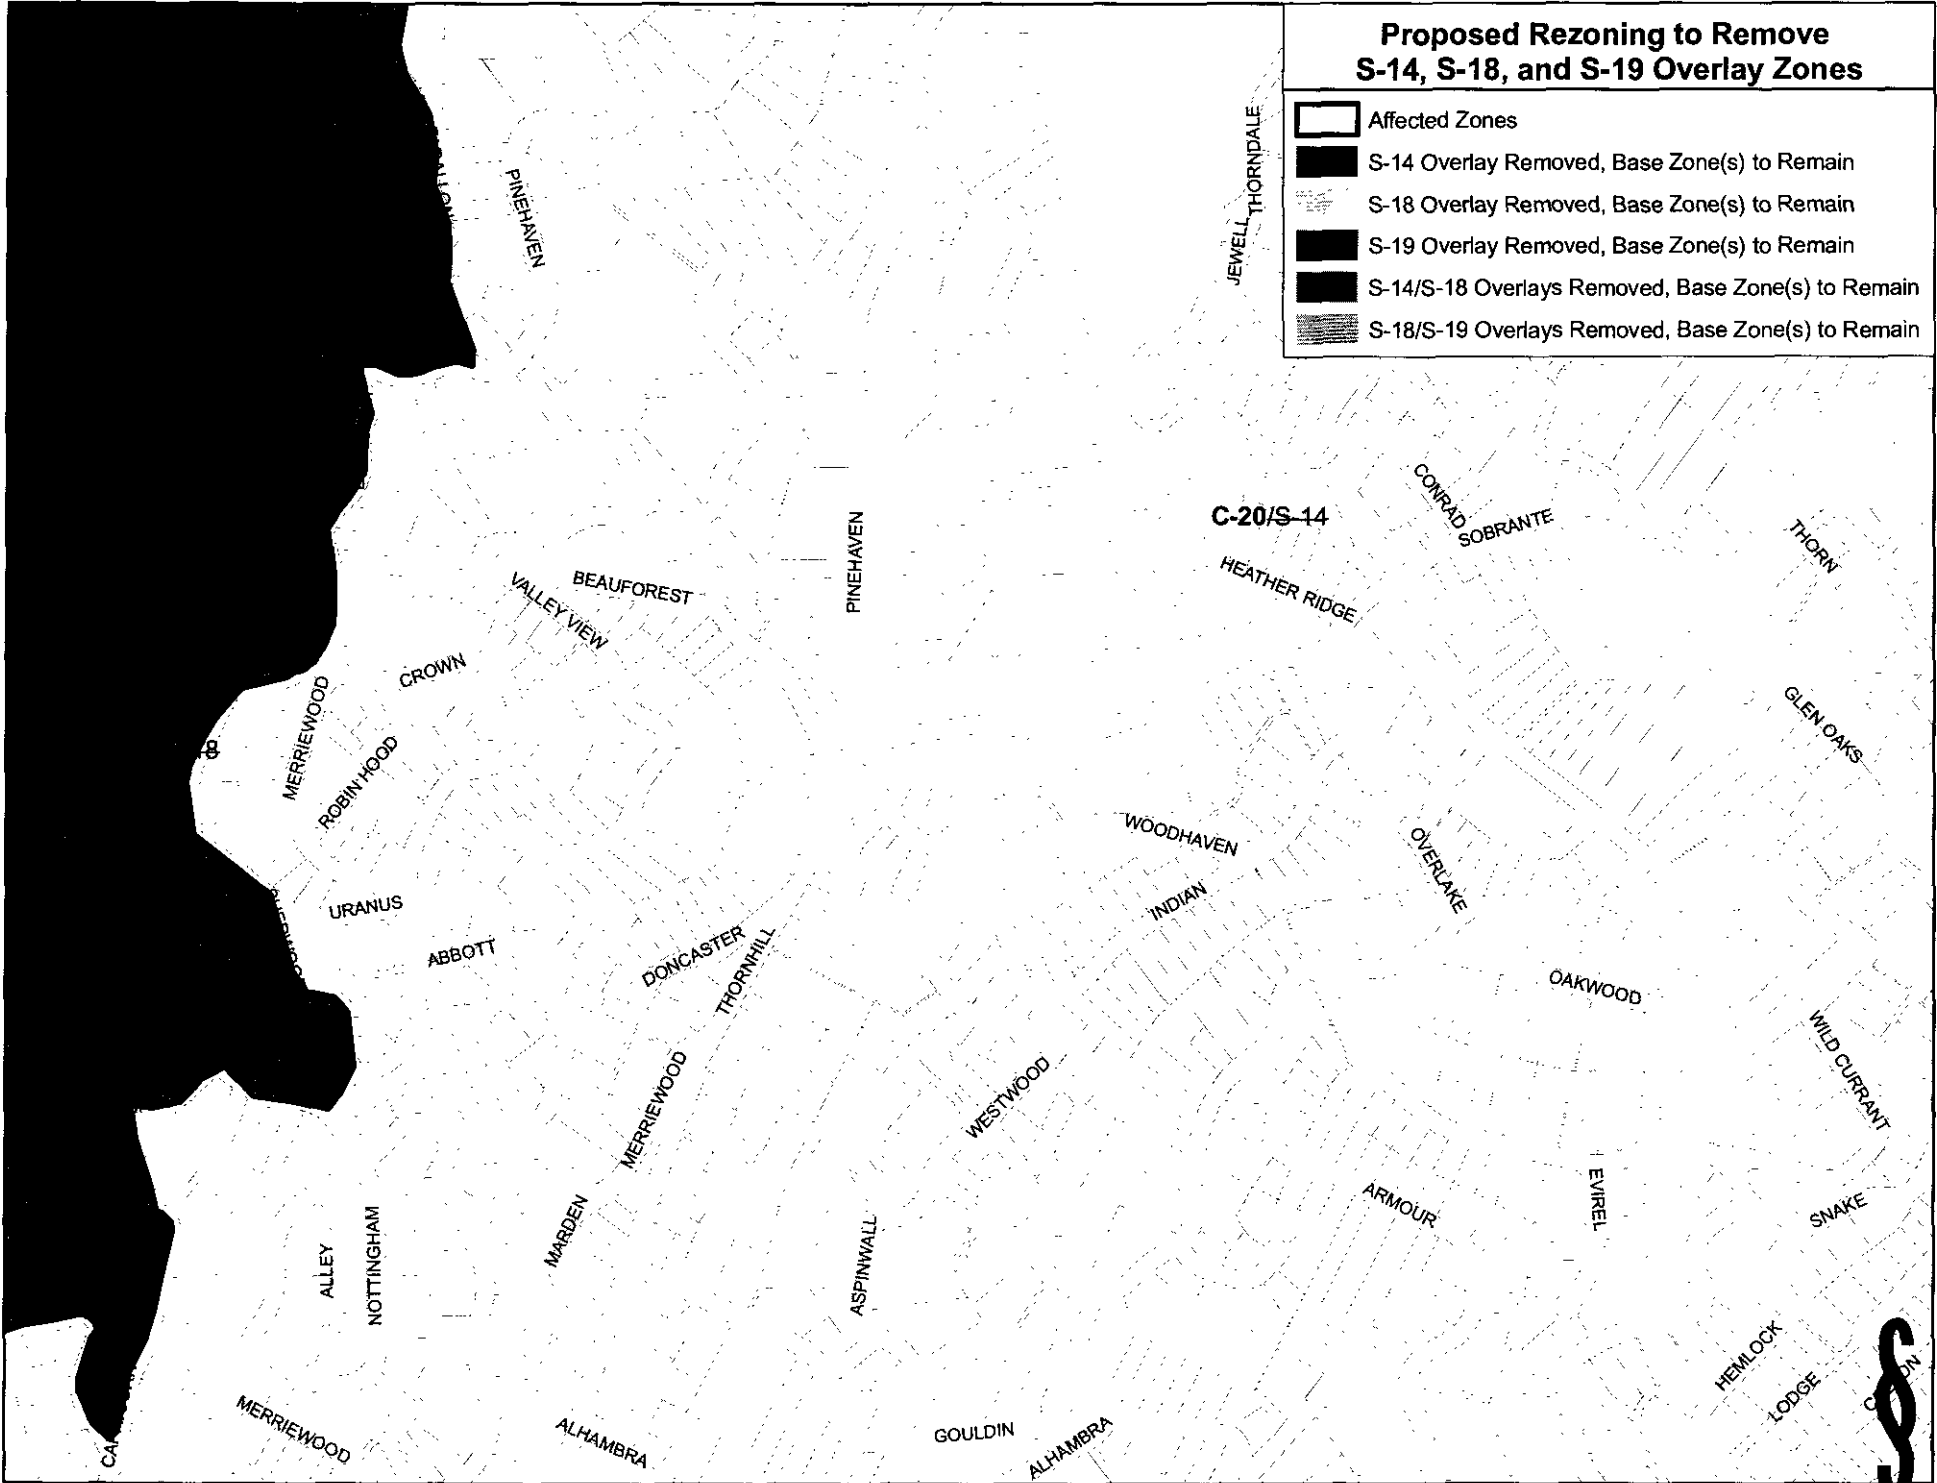 Proposed Rezoning to Remove
S-14, S-18, and S-19 Overlay Zones
Affected Zones
S-14 Overlay Removed, Base Zone(s) to Remain
S-18 Overlay Removed, Base Zone(s) to Remain
S-19 Overlay Removed, Base Zone(s) to Remain
S-14/S-18 Overlays Removed, Base Zone(s) to Remain
S-18/S-19 Overlays Removed, Base Zone(s) to Remain
THORNDALE
JEWELL
PINEHAVEN
CONRAD
SOBRANTE
C-20/S-14
THORN
PINEHAVEN
HEATHER RIDGE
BEAUFOREST
VALLEY VIEW
CROWN
MERRIEWOOD
GLEN OAKS
ROBIN HOOD
WOODHAVEN
OVERLAKE
INDIAN
URANUS
ABBOTT
DONCASTER
THORNHILL
OAKWOOD
WILD CURRANT
MERRIEWOOD
WESTWOOD
ARMOUR
EVIREL
SNAKE
MARDEN
ALLEY
NOTTINGHAM
ASPINWALL
HEMLOCK
LODGE
MERRIEWOOD
ALHAMBRA
GOULDIN
ALHAMBRA